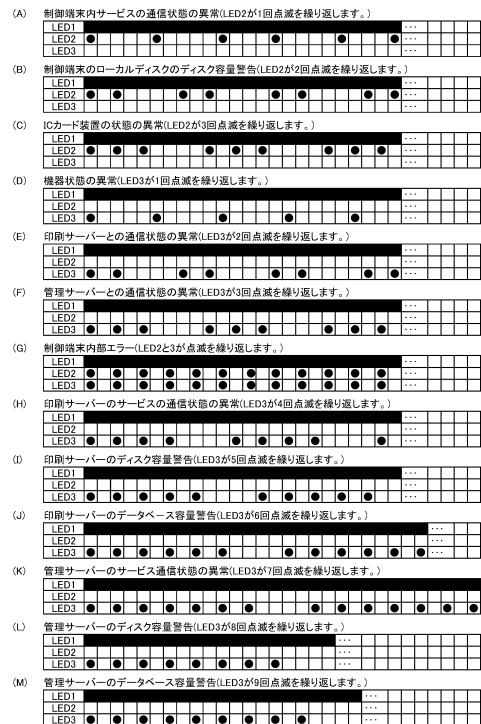 (A) 制御端末内サービスの通信状態の異常(LED2が1回点滅を繰り返します。)
LED1 ･･･
LED2 ･･･
LED3 ･･･
(B) 制御端末のローカルディスクのディスク容量警告(LED2が2回点滅を繰り返します。)
LED1 ･･･
LED2 ･･･
LED3 ･･･
(C) ICカード装置の状態の異常(LED2が3回点滅を繰り返します。)
LED1 ･･･
LED2 ･･･
LED3 ･･･
(D) 機器状態の異常(LED3が1回点滅を繰り返します。)
LED1 ･･･
LED2 ･･･
LED3 ･･･
(E) 印刷サーバーとの通信状態の異常(LED3が2回点滅を繰り返します。)
LED1 ･･･
LED2 ･･･
LED3 ･･･
(F) 管理サーバーとの通信状態の異常(LED3が3回点滅を繰り返します。)
LED1 ･･･
LED2 ･･･
LED3 ･･･
(G) 制御端末内部エラー(LED2と3が点滅を繰り返します。)
LED1 ･･･
LED2 ･･･
LED3 ･･･
(H) 印刷サーバーのサービスの通信状態の異常(LED3が4回点滅を繰り返します。)
LED1 ･･･
LED2 ･･･
LED3 ･･･
(I) 印刷サーバーのディスク容量警告(LED3が5回点滅を繰り返します。)
LED1 ･･･
LED2 ･･･
LED3 ･･･
(J) 印刷サーバーのデータベース容量警告(LED3が6回点滅を繰り返します。)
LED1 ･･･
LED2 ･･･
LED3 ･･･
(K) 管理サーバーのサービス通信状態の異常(LED3が7回点滅を繰り返します。)
LED1
LED2
LED3
(L) 管理サーバーのディスク容量警告(LED3が8回点滅を繰り返します。)
LED1 ･･･
LED2 ･･･
LED3 ･･･
(M) 管理サーバーのデータベース容量警告(LED3が9回点滅を繰り返します。)
LED1 ･･･
LED2 ･･･
LED3 ･･･